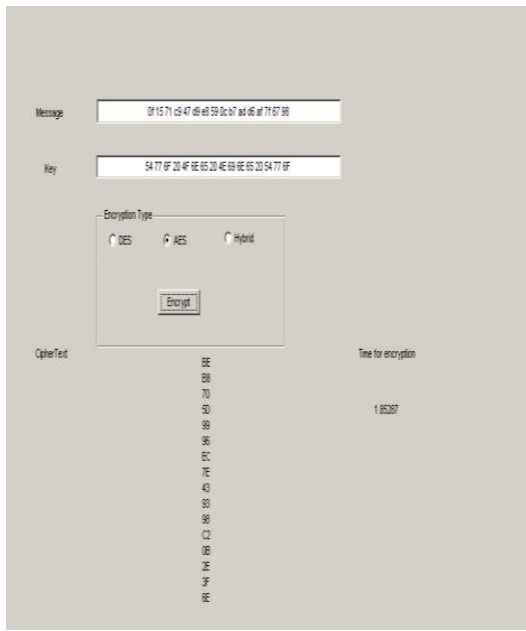 Message 0f 15 71 c9 47 d9 e8 59 0c b7 ad d6 af 7f 67 98
Key 54 77 6F 20 4F 6E 65 20 4E 69 6E 65 20 54 77 6F
Encryption Type
DES AES Hybrid
Encrypt
CipherText Time for encryption
BE
B8
70
5D 1.85287
99
96
EC
7E
43
93
98
C2
0B
2E
3F
6E